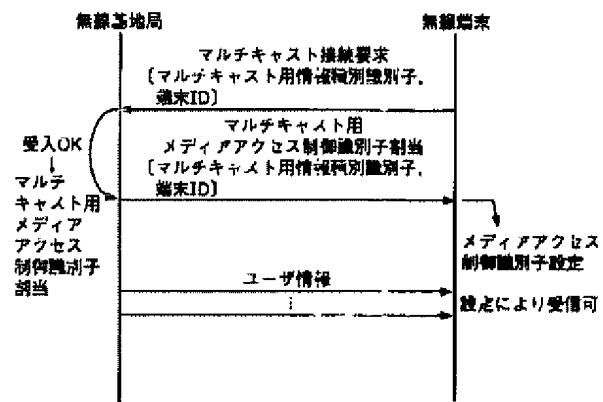 無線基地局
無線端末
マルチキャスト接続要求
〔マルチキャスト用情報種別識別子,
端末ID〕
マルチキャスト用
メディアアクセス制御識別子割当
〔マルチキャスト用情報種別識別子,
端末ID〕
受入OK
↓
マルチ
キャスト用
メディア
アクセス
制御識別子
割当
メディアアクセス
制御識別子設定
ユーザ情報
設定により受信可